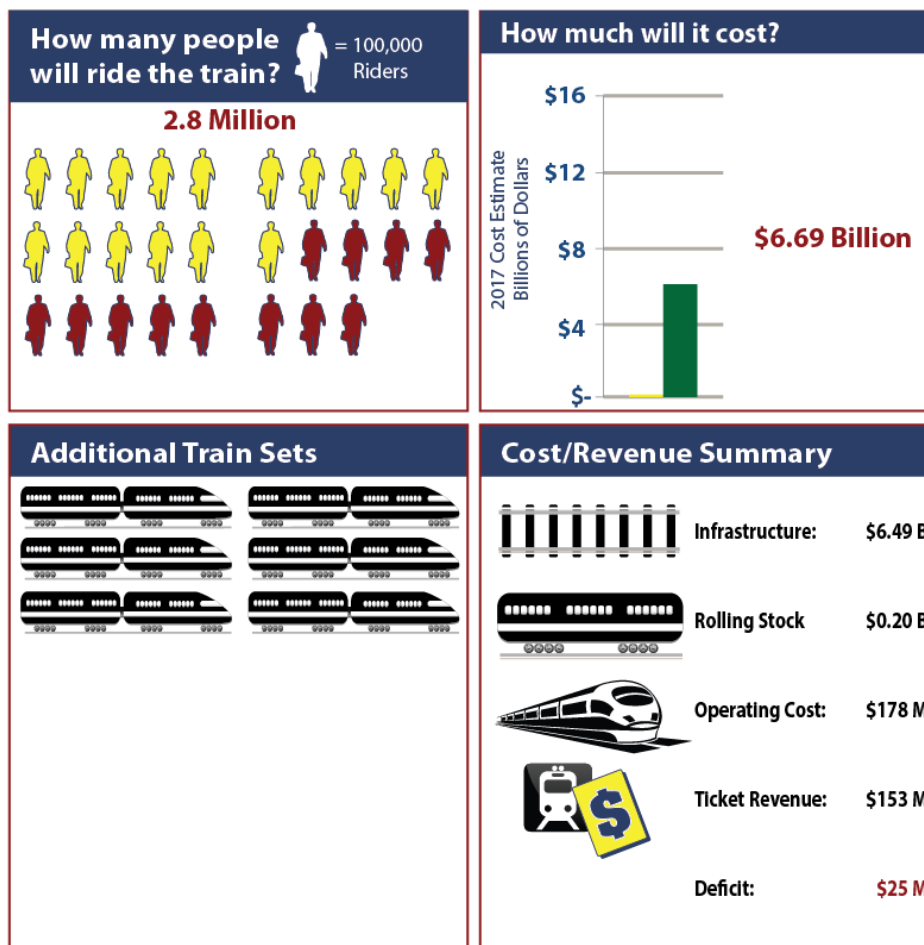 How many people
will ride the train?
= 100,000
Riders
2.8 Million
How much will it cost?
$16
$12
$8
$4
$-
2017 Cost Estimate
Billions of Dollars
$6.69 Billion
Additional Train Sets
Cost/Revenue Summary
Infrastructure: $6.49 B
Rolling Stock $0.20 B
Operating Cost: $178 M
$
Ticket Revenue: $153 M
Deficit: $25 M